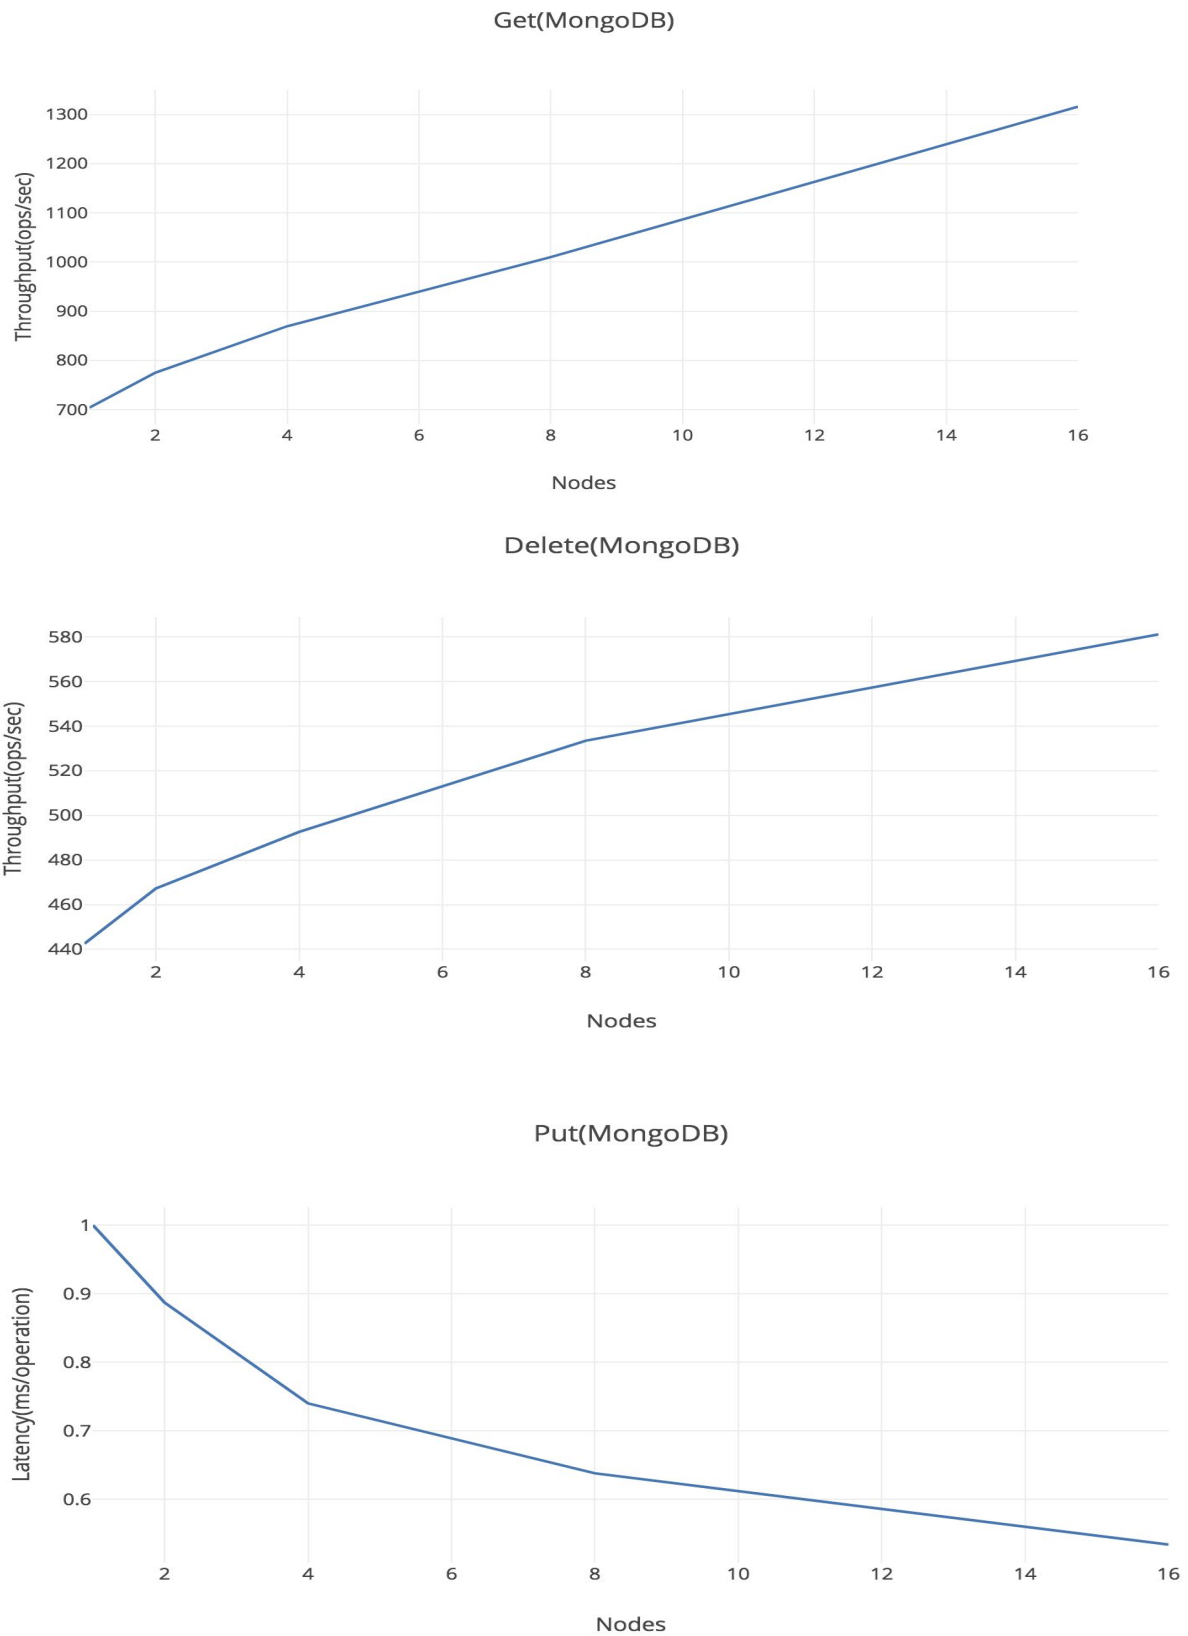 Get(MongoDB)
1300
1200
1100
1000
900
800
700
Throughput(ops/sec)
2 4 6 8 10 12 14 16
Nodes
Delete(MongoDB)
580
560
540
520
500
480
460
440
Throughput(ops/sec)
2 4 6 8 10 12 14 16
Nodes
Put(MongoDB)
1
0.9
0.8
0.7
0.6
Latency(ms/operation)
2 4 6 8 10 12 14 16
Nodes